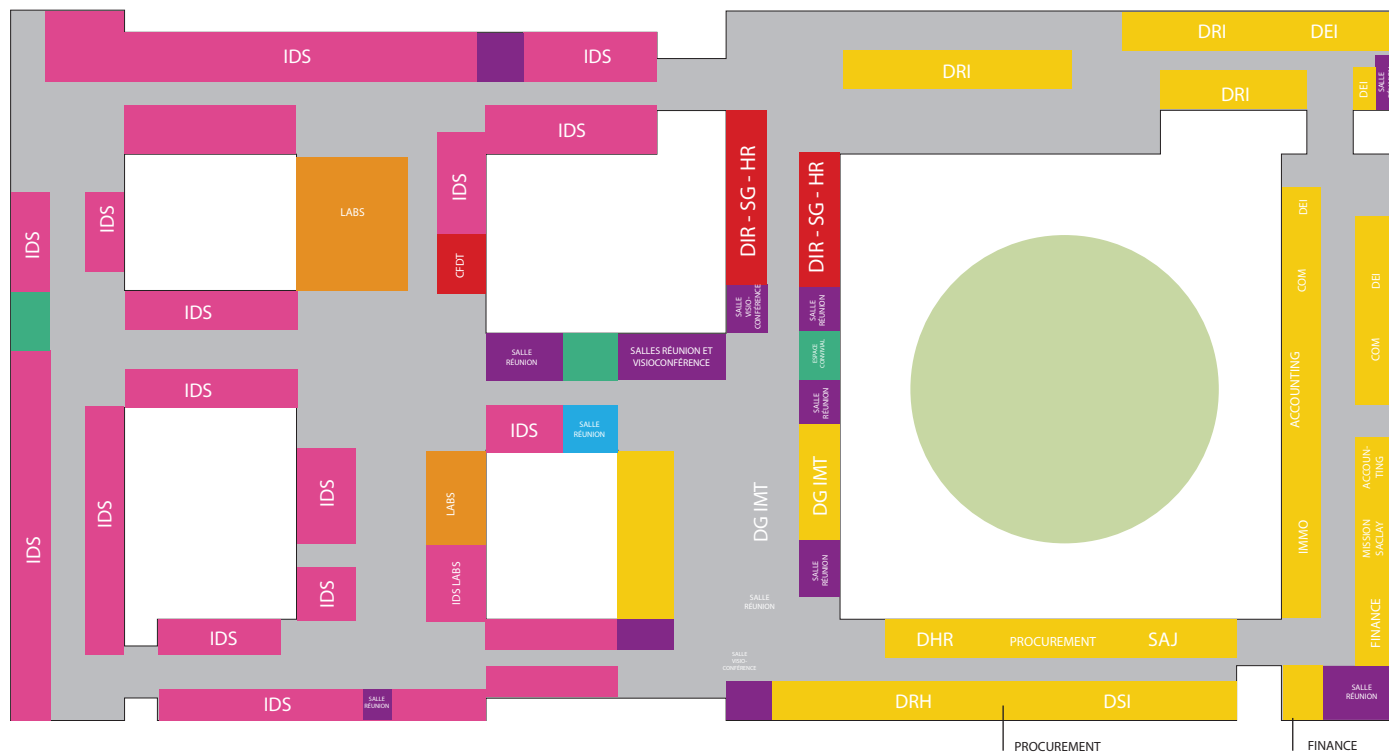 IDS
IDS
DRI
DEI
DRI
DRI
DEI
SALLE
IDS
IDS
LABS
IDS
IDS
CFDT
IDS
DIR - SG - HR
DIR - SG - HR
SALLE
VISIO-
CONFÉRENCE
SALLE
RÉUNION
ESPACE
CONVIVIAL
SALLE
RÉUNION
DEI
COM
ACCOUNTING
IMMO
DEI
COM
ACCOUN-
TING
MISSION
SACLAY
FINANCE
IDS
SALLE
RÉUNION
SALLES RÉUNION ET
VISIOCONFÉRENCE
IDS
IDS
SALLE
RÉUNION
IDS
IDS
IDS
LABS
IDS LABS
IDS
DG IMT
DG IMT
SALLE
RÉUNION
SALLE
RÉUNION
IDS
SALLE
VISIO-
CONFÉRENCE
DHR
PROCUREMENT
SAJ
IDS
SALLE
RÉUNION
DRH
DSI
SALLE
RÉUNION
PROCUREMENT
FINANCE